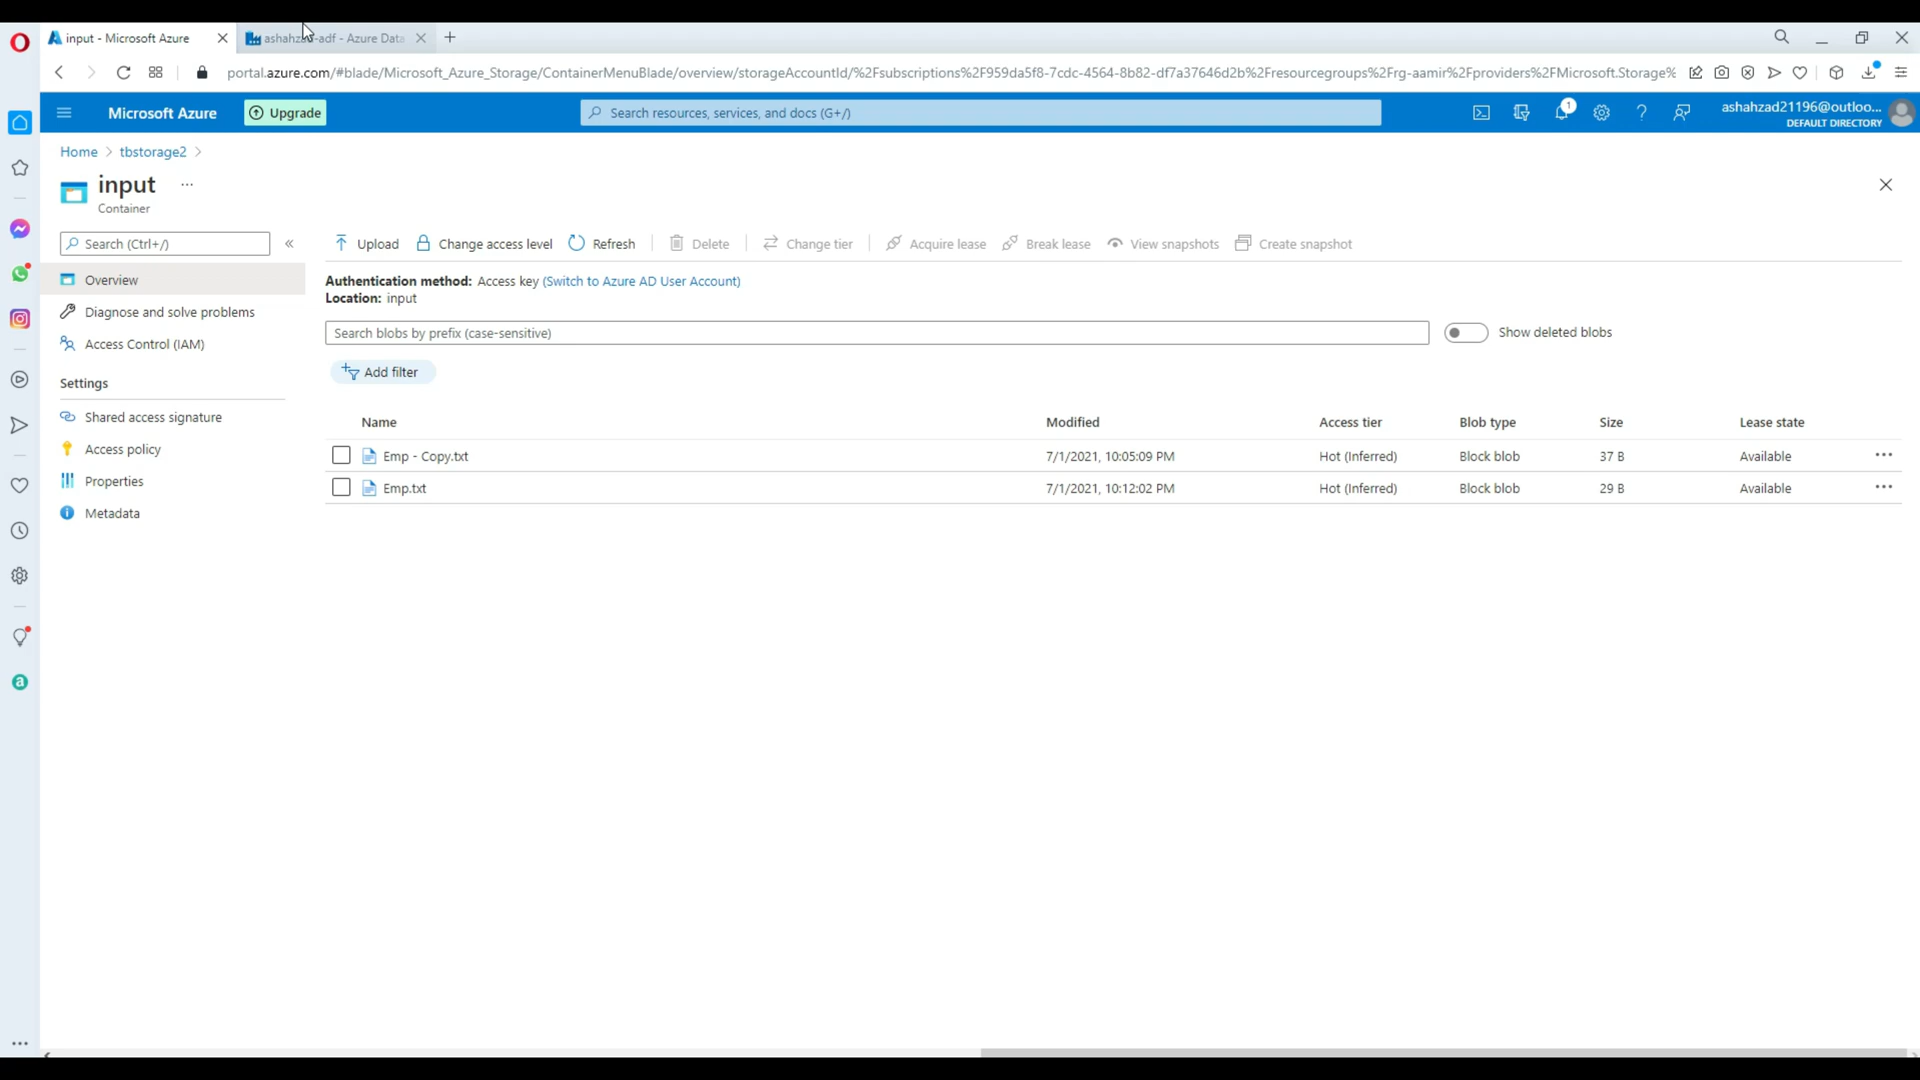 input - Microsoft Azure
ashahz -adf - Azure Data
portal.azure.com/#blade/Microsoft_Azure_Storage/ContainerMenuBlade/overview/storageAccountId/%2Fsubscriptions%2F959da5f8-7cdc-4564-8b82-df7a37646d2b%2Fresourcegroups%2Frg-aamir%2Fproviders%2FMicrosoft.Storage%
Microsoft Azure
Upgrade
Search resources, services, and docs (G+/)
1
ashahzad21196@outloo...
DEFAULT DIRECTORY
Home > tbstorage2 >
input ...
Container
Search (Ctrl+/)
«
Upload
Change access level
Refresh
Delete
Change tier
Acquire lease
Break lease
View snapshots
Create snapshot
Overview
Diagnose and solve problems
Access Control (IAM)
Settings
Shared access signature
Access policy
Properties
Metadata
Authentication method: Access key (Switch to Azure AD User Account)
Location: input
Search blobs by prefix (case-sensitive)
Show deleted blobs
Add filter
Name Modified Access tier Blob type Size Lease state
Emp - Copy.txt 7/1/2021, 10:05:09 PM Hot (Inferred) Block blob 37 B Available ...
Emp.txt 7/1/2021, 10:12:02 PM Hot (Inferred) Block blob 29 B Available ...